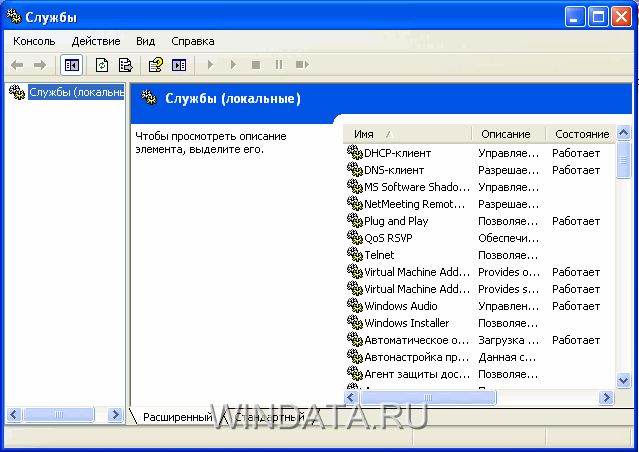 Службы
Консоль Действие Вид Справка
Службы (локальны
Службы (локальные)
Чтобы просмотреть описание
элемента, выделите его.
Имя Описание Состояние
DHCP-клиент Управляе... Работает
DNS-клиент Разрешае... Работает
MS Software Shado... Управляе...
NetMeeting Remot... Разрешае...
Plug and Play Позволяе... Работает
QoS RSVP Обеспечи...
Telnet Позволяе...
Virtual Machine Add... Provides o... Работает
Virtual Machine Add... Provides s... Работает
Windows Audio Управлен... Работает
Windows Installer Позволяе...
Автоматическое о... Загрузка ... Работает
Автонастройка пр... Данная с...
Агент защиты дос... Позволяе...
Расширенный Стандартный
WINDATA.RU